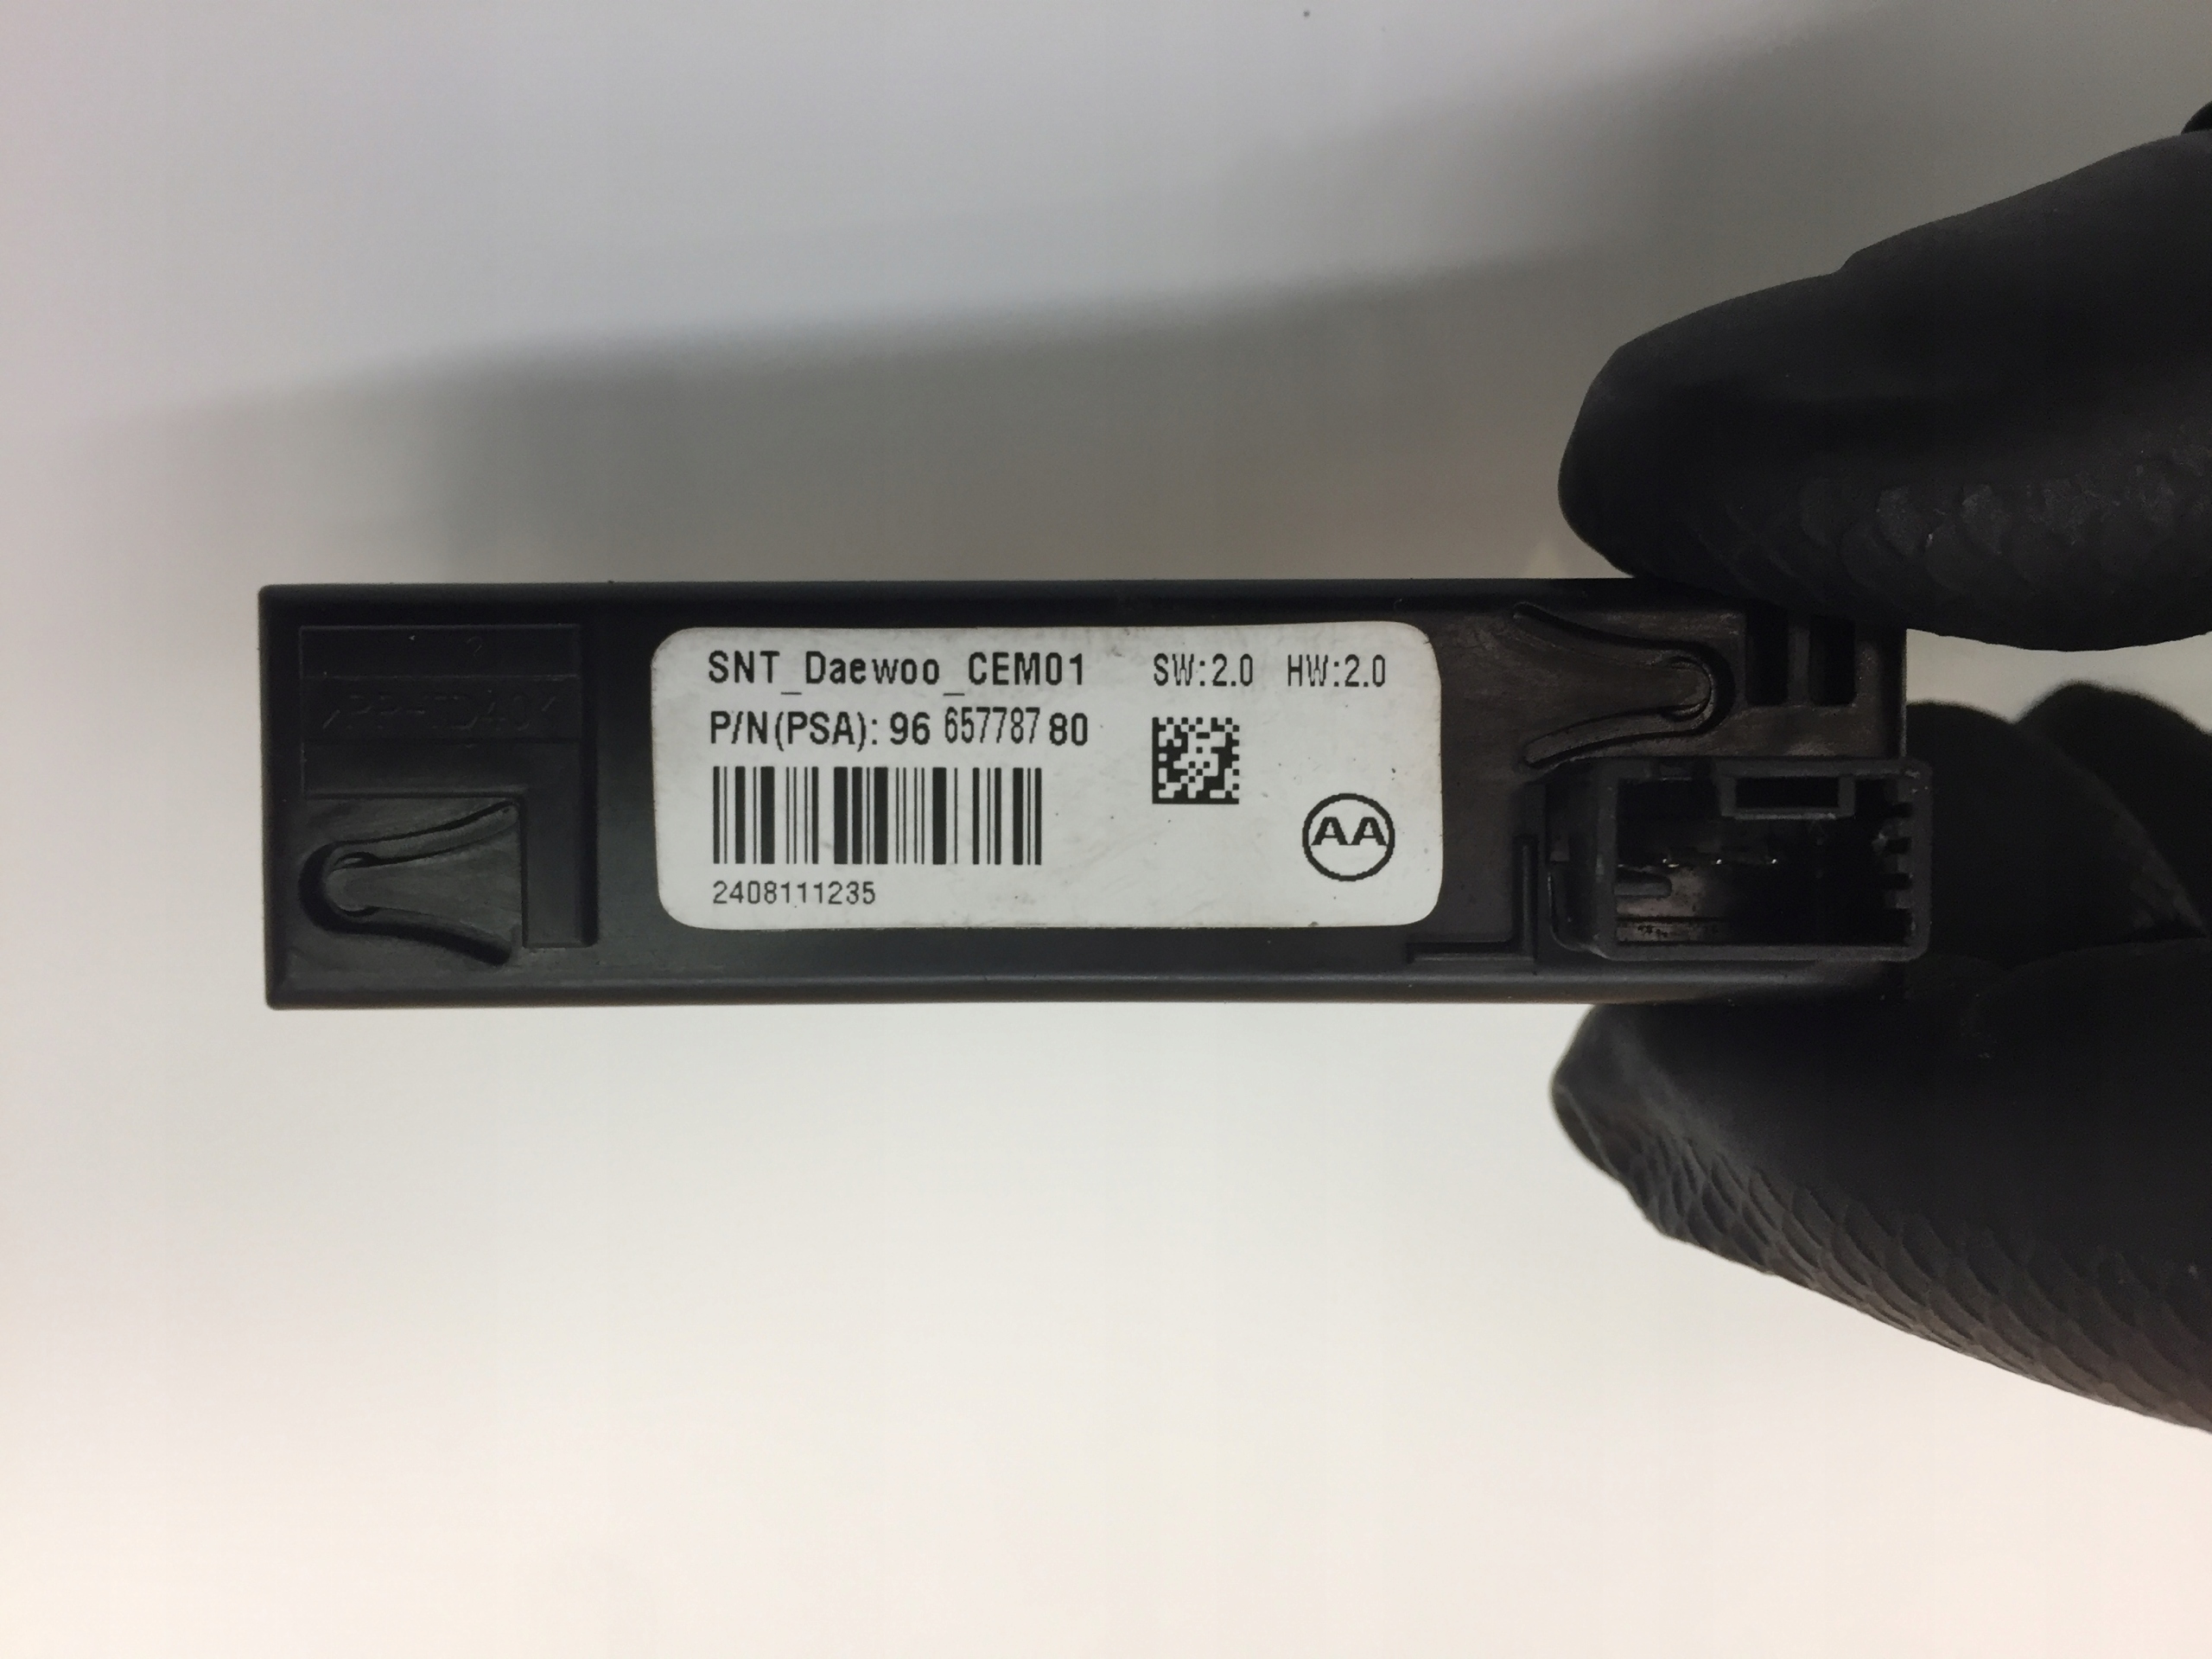 SNT_Daewoo_CEM01 SW:2.0 HW:2.0
P/N(PSA): 96 657787 80
2408111235
AA